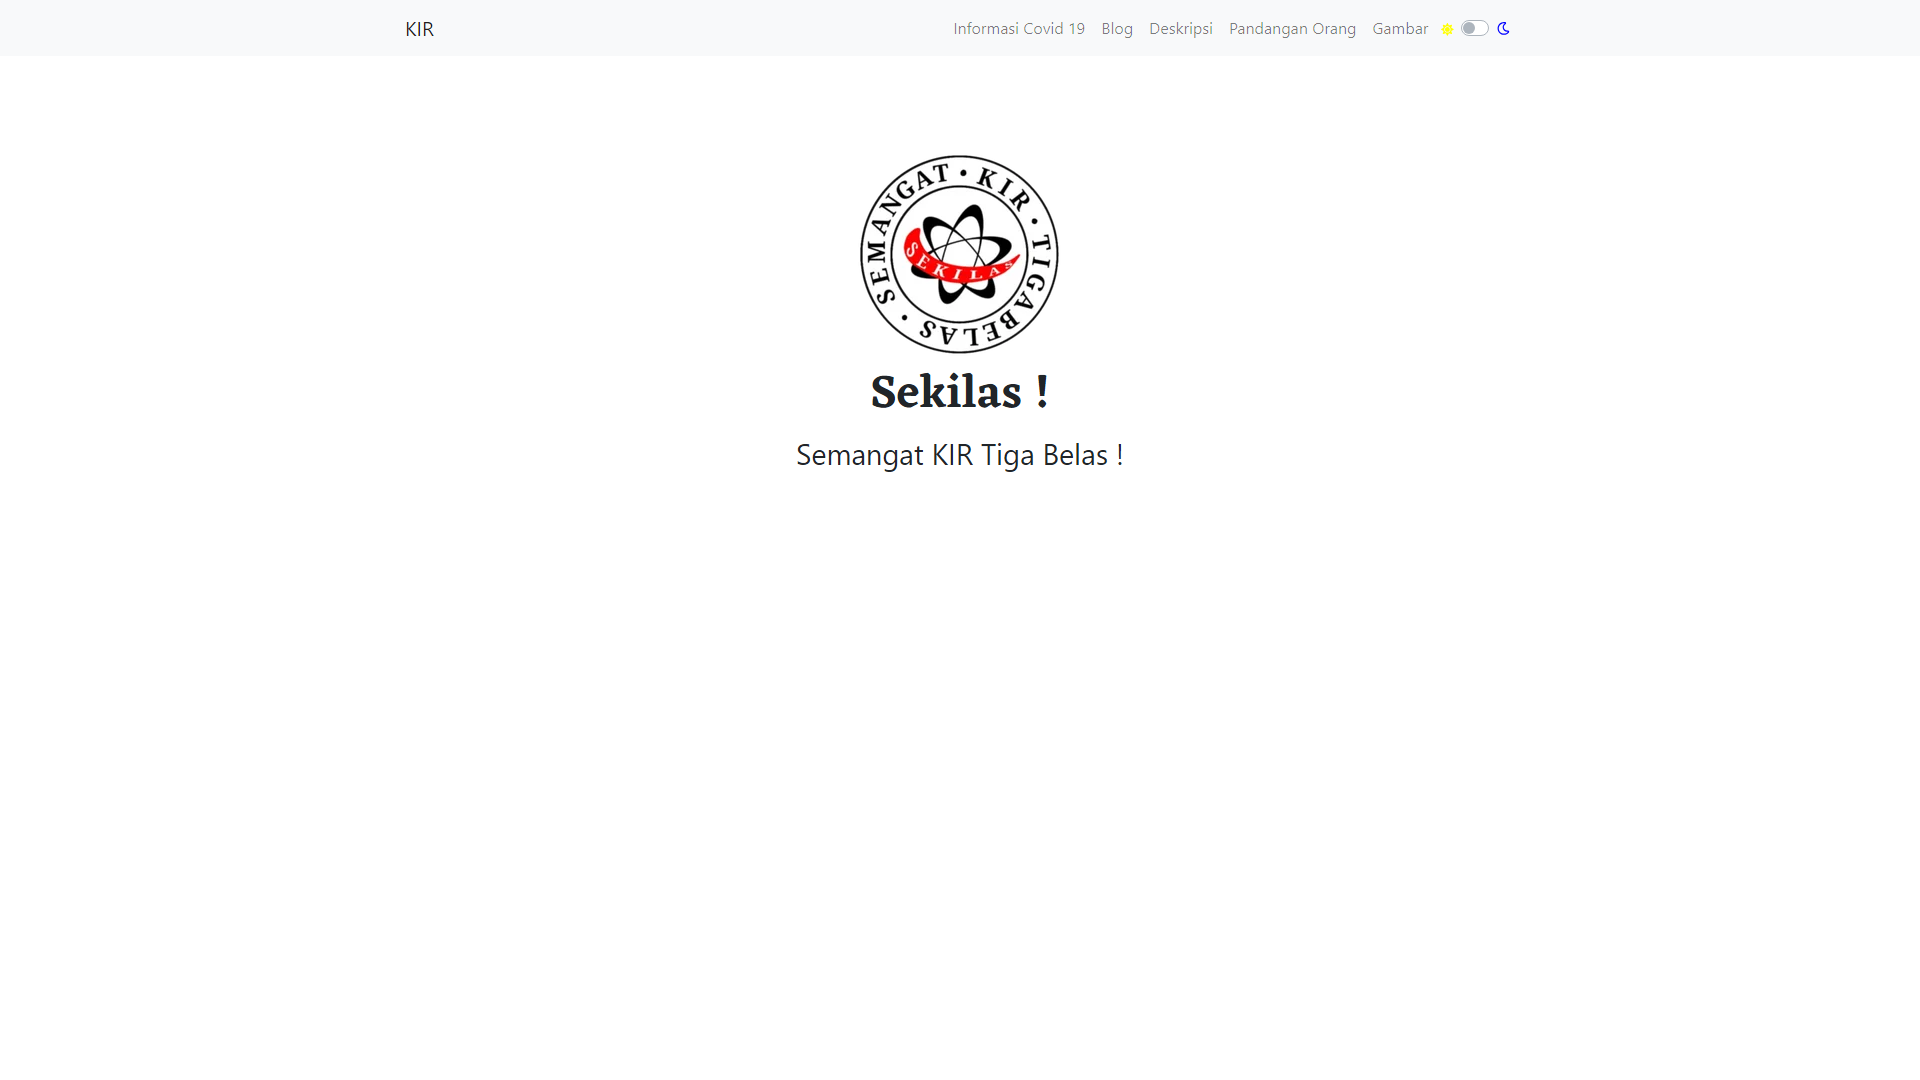 KIR
Informasi Covid 19
Blog
Deskripsi
Pandangan Orang
Gambar
SEMANGAT • KIR • TIGABELAS •
SEKILAS
Sekilas !
Semangat KIR Tiga Belas !